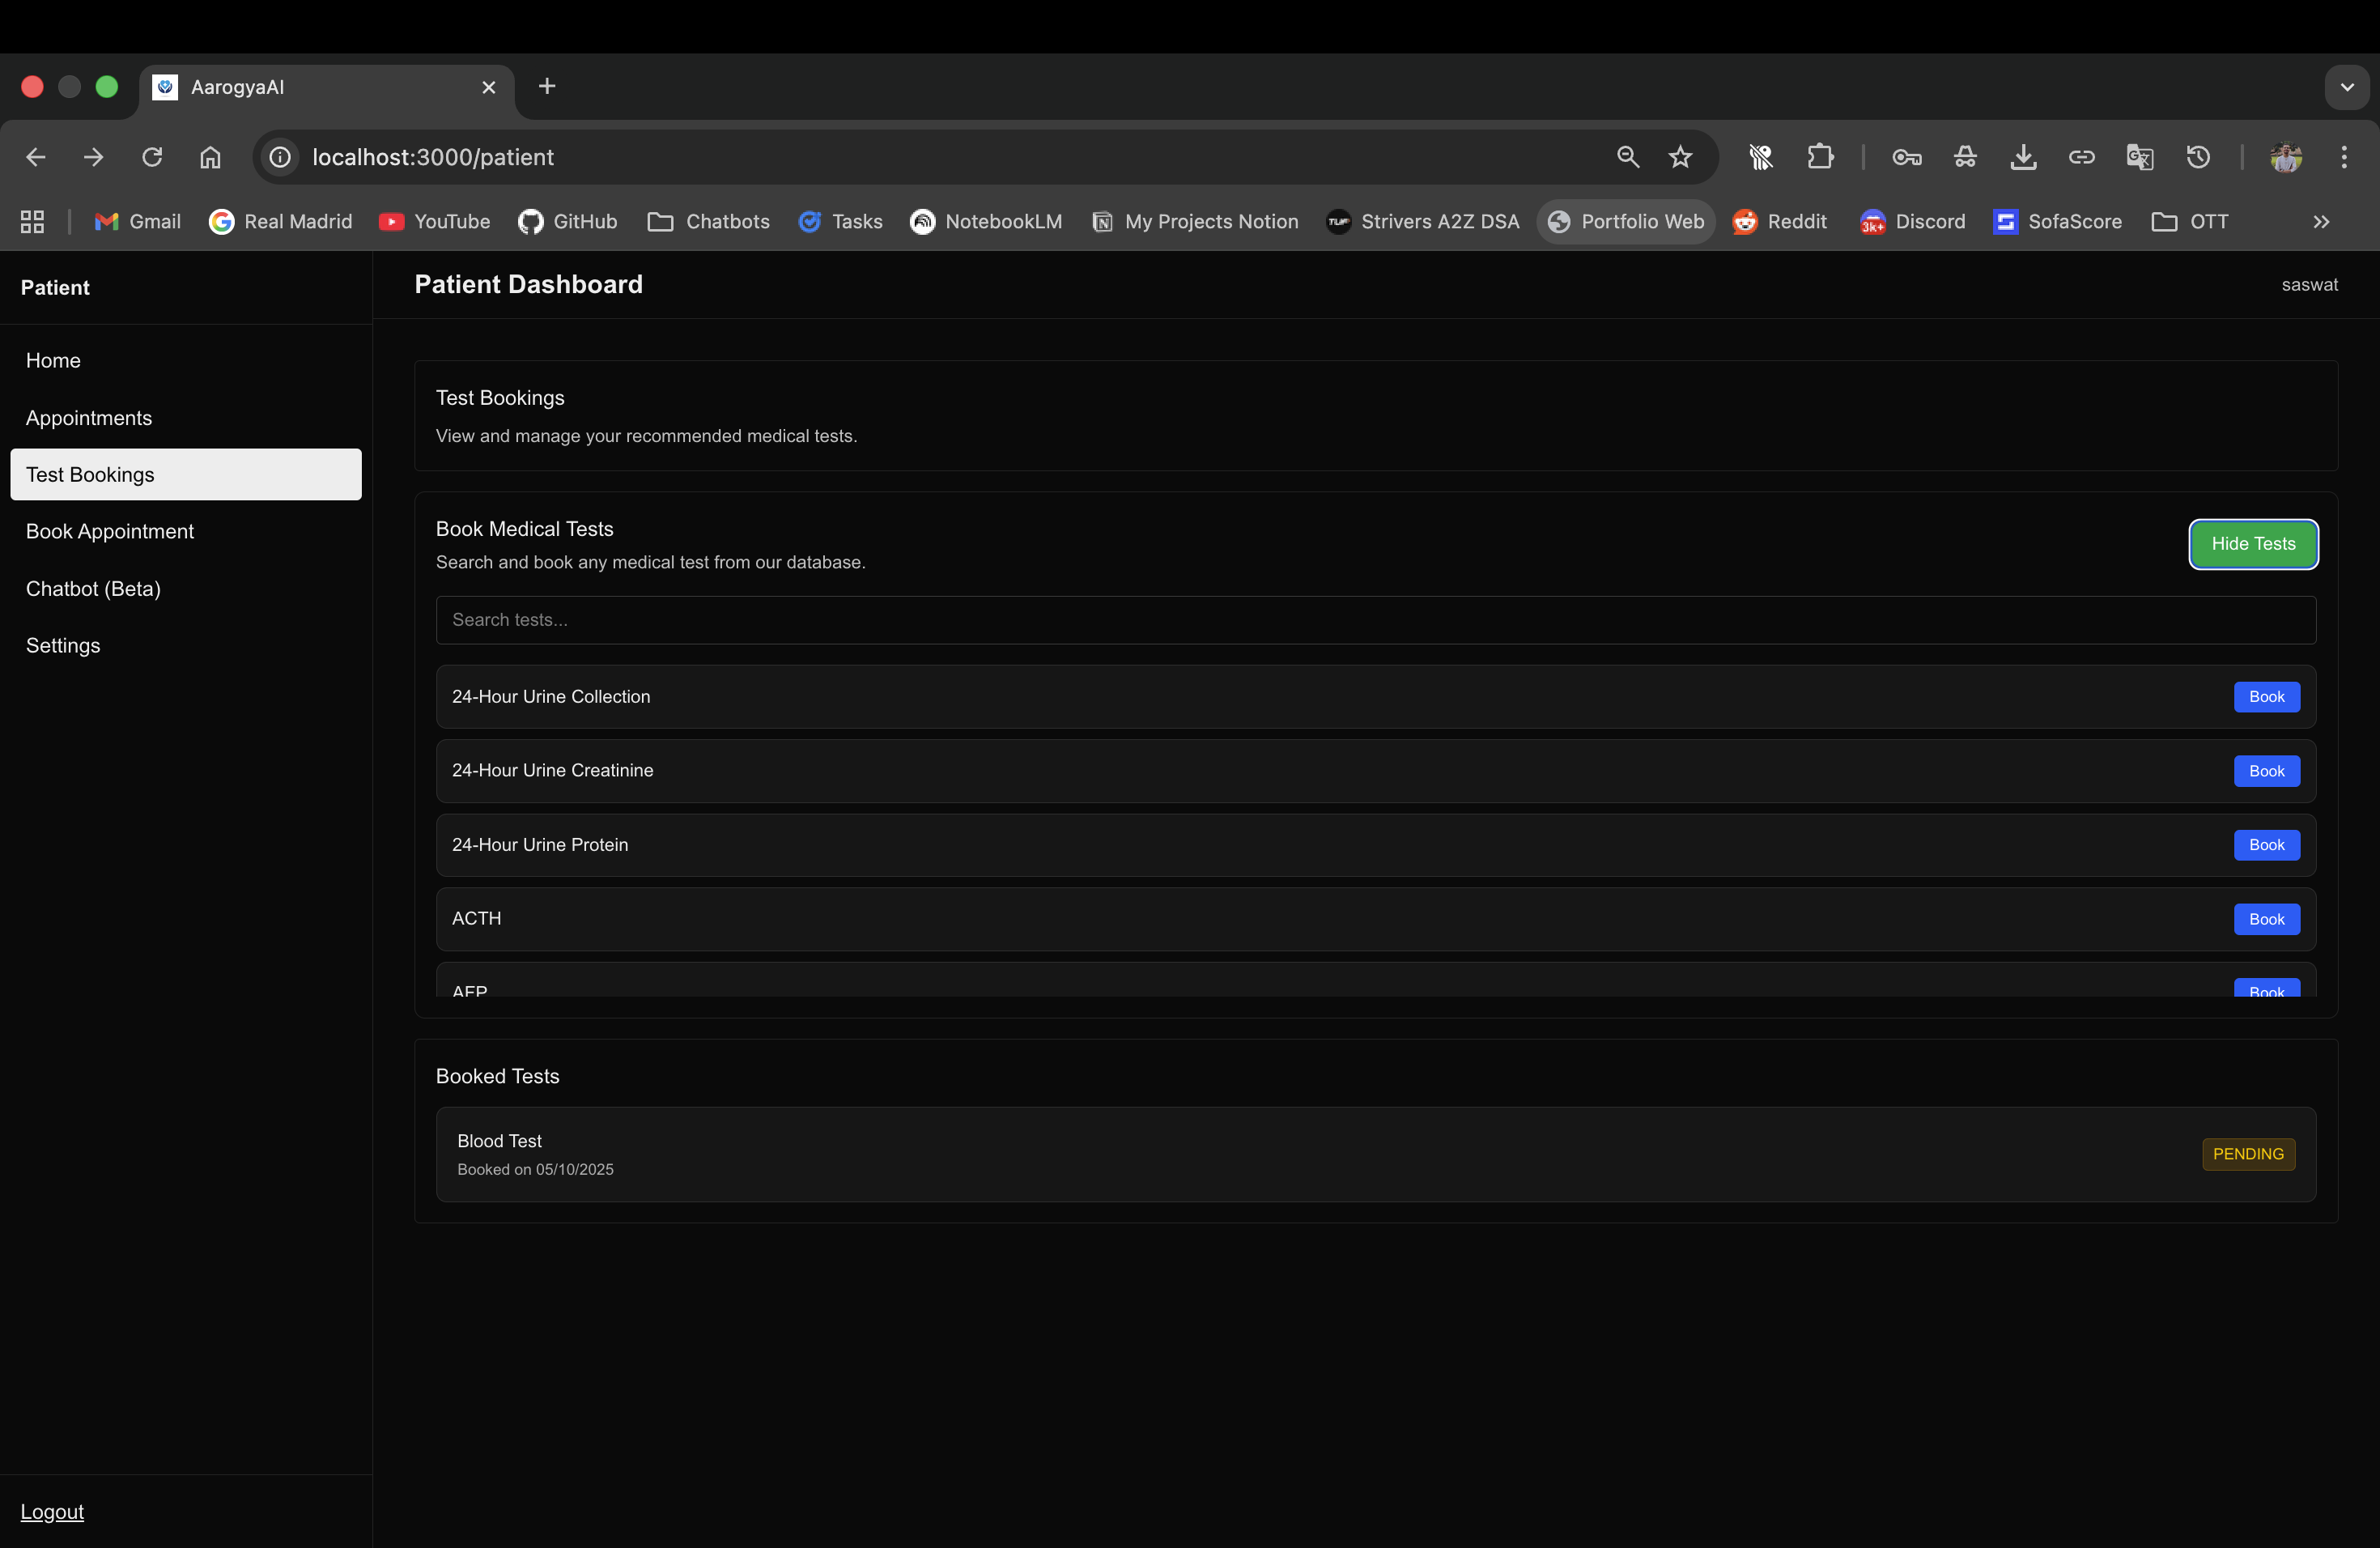 AarogyaAI
localhost:3000/patient
Gmail Real Madrid YouTube GitHub Chatbots Tasks NotebookLM My Projects Notion TUF Strivers A2Z DSA Portfolio Web Reddit 3k+ Discord SofaScore OTT
Patient
Patient Dashboard
saswat
Home
Appointments
Test Bookings
Book Appointment
Chatbot (Beta)
Settings
Logout
Test Bookings
View and manage your recommended medical tests.
Book Medical Tests
Search and book any medical test from our database.
Hide Tests
Search tests...
24-Hour Urine Collection Book
24-Hour Urine Creatinine Book
24-Hour Urine Protein Book
ACTH Book
AFP Book
Booked Tests
Blood Test
Booked on 05/10/2025
PENDING